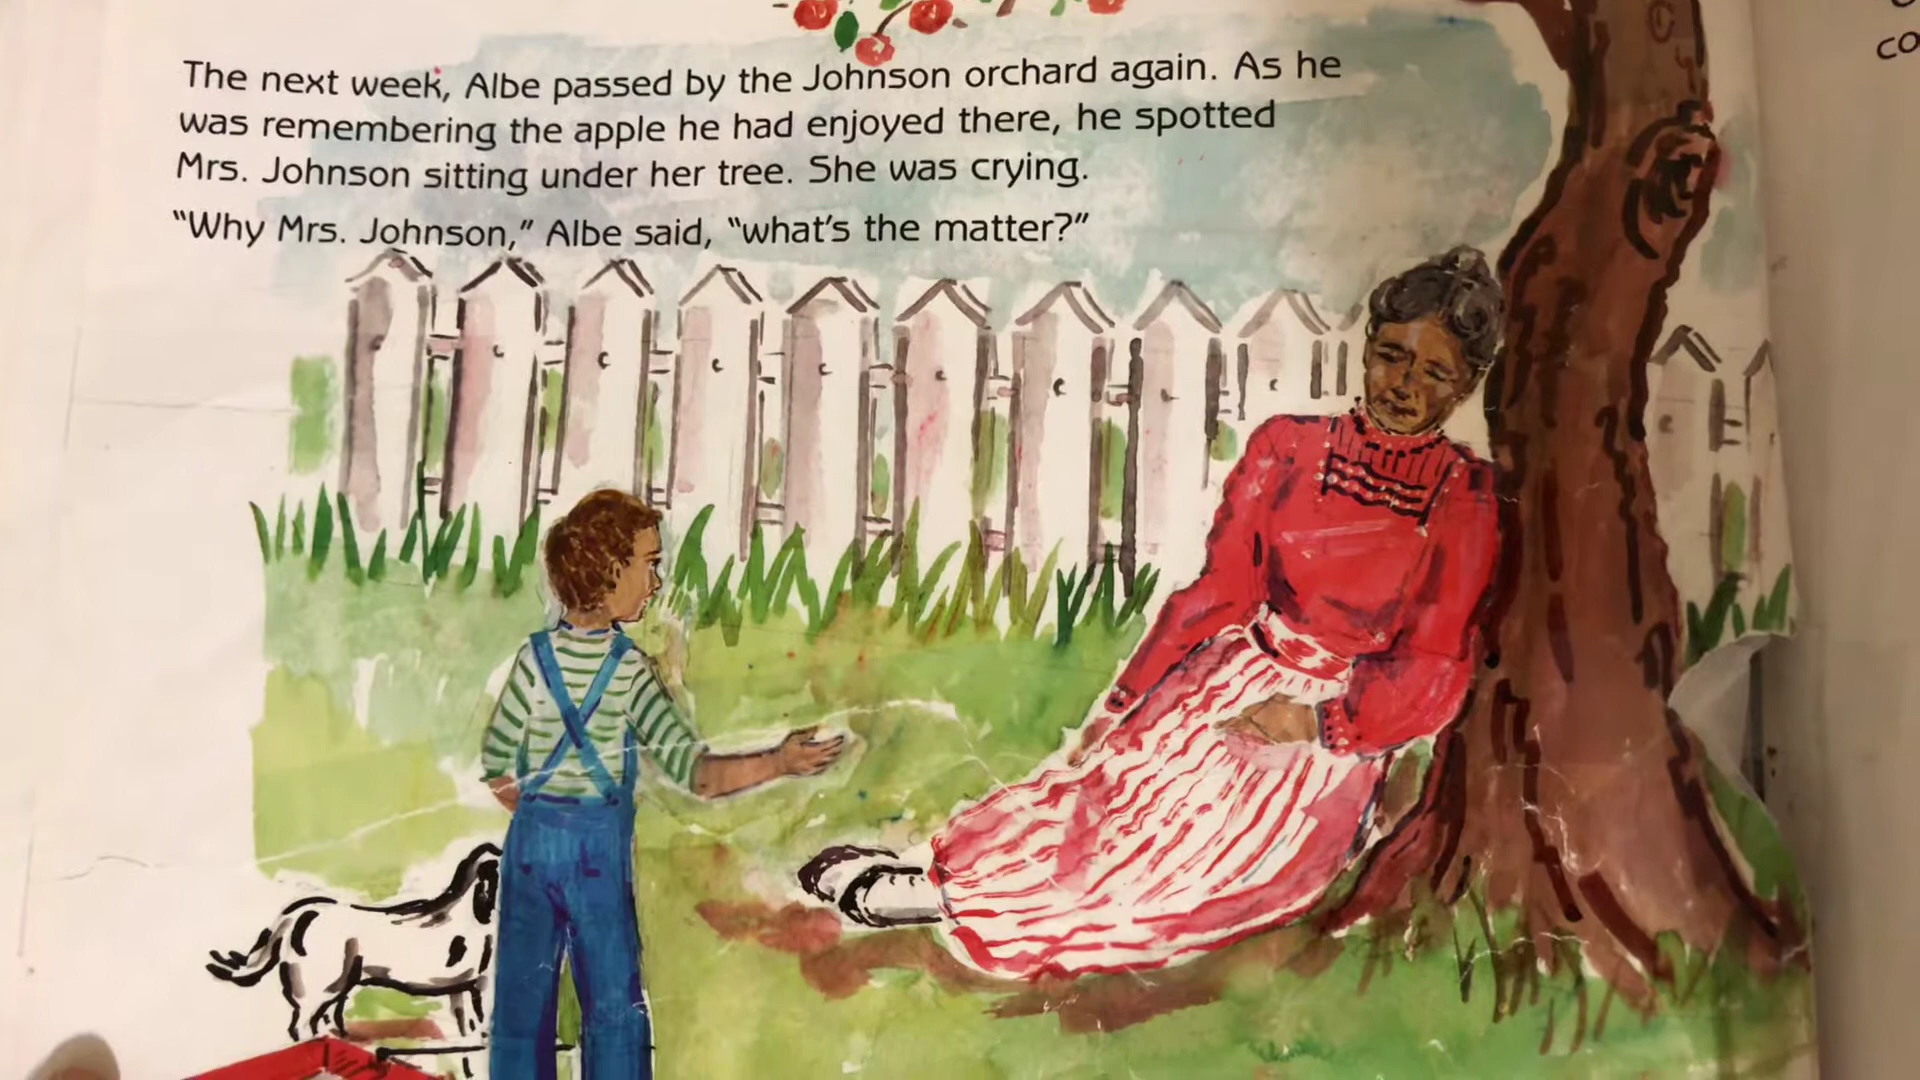 The next week, Albe passed by the Johnson orchard again. As he
was remembering the apple he had enjoyed there, he spotted
Mrs. Johnson sitting under her tree. She was crying.
“Why Mrs. Johnson,” Albe said, “what’s the matter?”
co